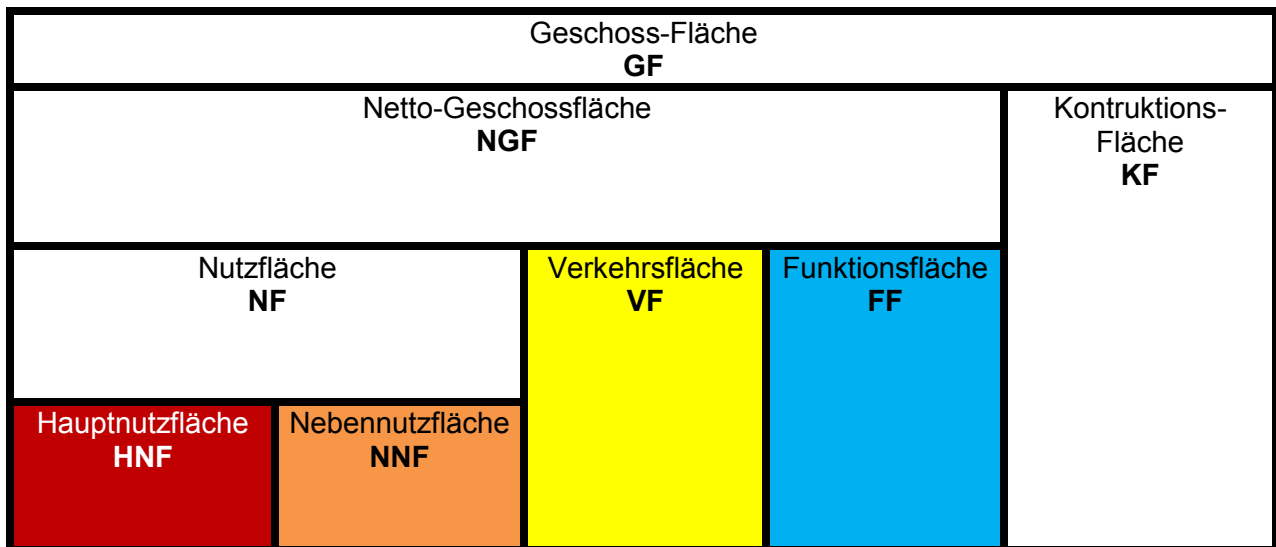 Geschoss-Fläche
GF
Netto-Geschossfläche
NGF
Kontruktions-
Fläche
KF
Nutzfläche
NF
Verkehrsfläche
VF
Funktionsfläche
FF
Hauptnutzfläche
HNF
Nebennutzfläche
NNF